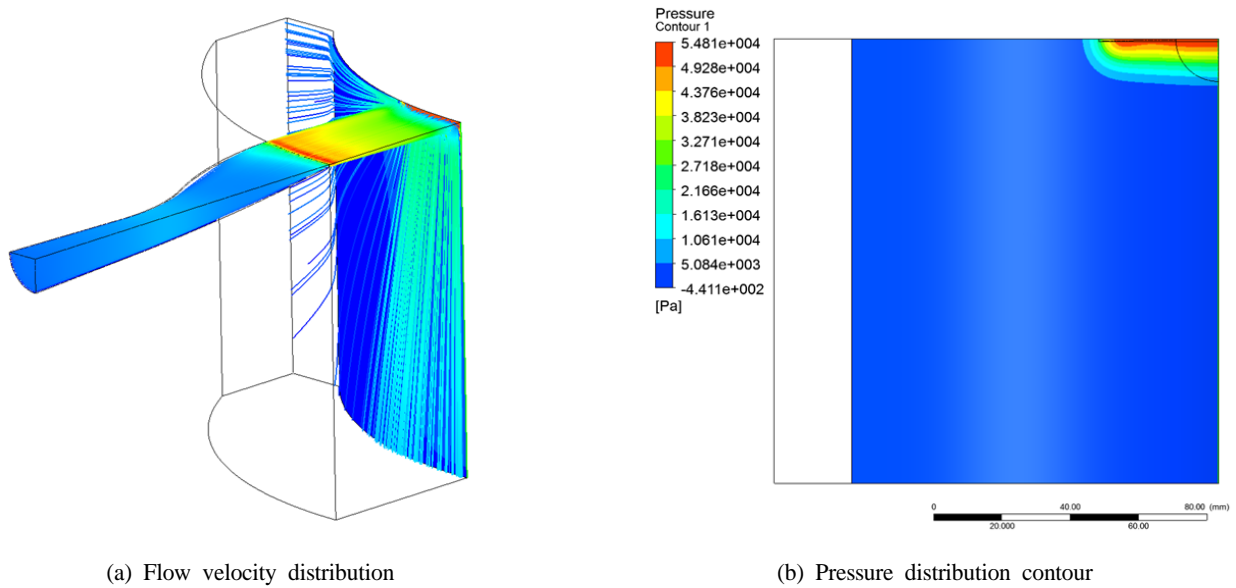 Pressure
Contour 1
5.481e+004
4.928e+004
4.376e+004
3.823e+004
3.271e+004
2.718e+004
2.166e+004
1.613e+004
1.061e+004
5.084e+003
-4.411e+002
[Pa]
0.00 40.00 80.00 (mm)
20.000 60.00
(a) Flow velocity distribution
(b) Pressure distribution contour